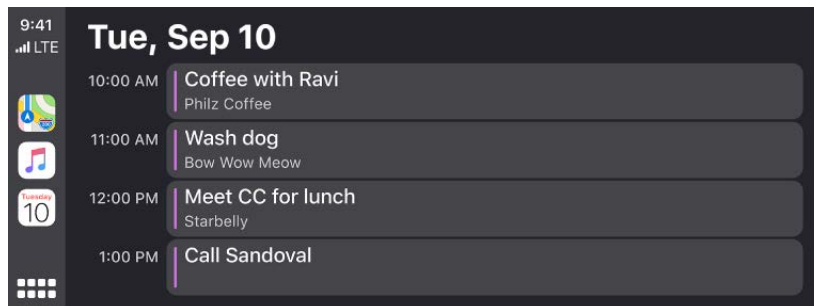 9:41
LTE
Tuesday
10
Tue, Sep 10
10:00 AM
Coffee with Ravi
Philz Coffee
11:00 AM
Wash dog
Bow Wow Meow
12:00 PM
Meet CC for lunch
Starbelly
1:00 PM
Call Sandoval